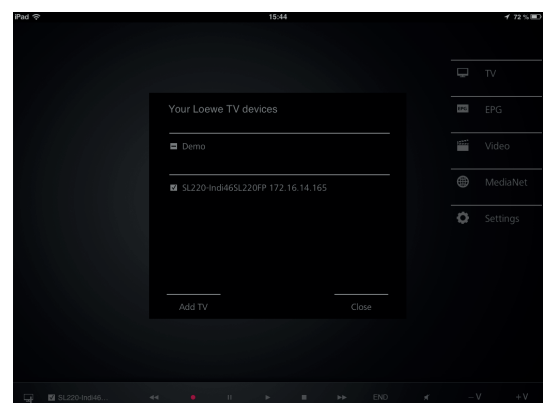 iPad 15:44 72 %
TV
Your Loewe TV devices
EPG EPG
Demo
Video
SL220-Indi46SL220FP 172.16.14.165
MediaNet
Settings
Add TV Close
SL220-Indi46... END - V + V